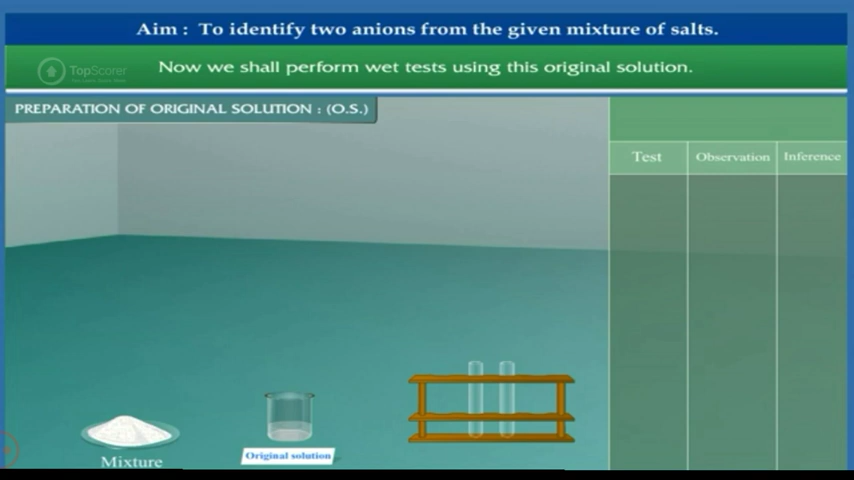 Aim : To identify two anions from the given mixture of salts.
TopScorer
Now we shall perform wet tests using this original solution.
PREPARATION OF ORIGINAL SOLUTION : (O.S.)
Test Observation Inference
Original solution
Mixture